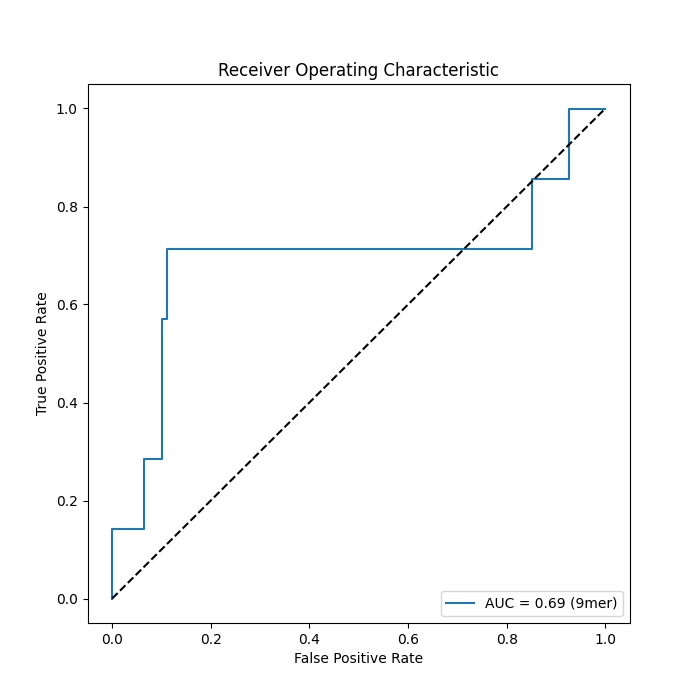 Receiver Operating Characteristic
True Positive Rate
1.0
0.8
0.6
0.4
0.2
0.0
AUC = 0.69 (9mer)
0.0 0.2 0.4 0.6 0.8 1.0
False Positive Rate